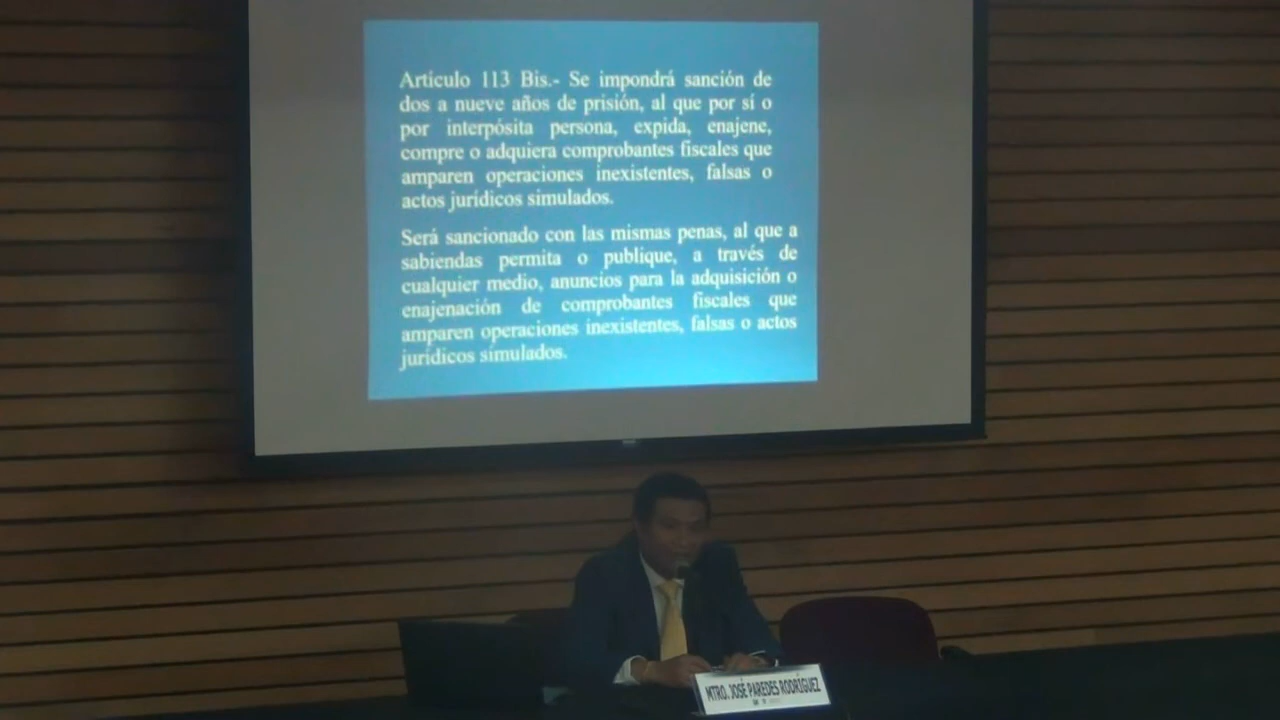 Artículo 113 Bis.- Se impondrá sanción de
dos a nueve años de prisión, al que por sí o
por interpósita persona, expida, enajene,
compre o adquiera comprobantes fiscales que
amparen operaciones inexistentes, falsas o
actos jurídicos simulados.
Será sancionado con las mismas penas, al que a
sabiendas permita o publique, a través de
cualquier medio, anuncios para la adquisición o
enajenación de comprobantes fiscales que
amparen operaciones inexistentes, falsas o actos
jurídicos simulados.
MTRO. JOSÉ PAREDES RODRÍGUEZ